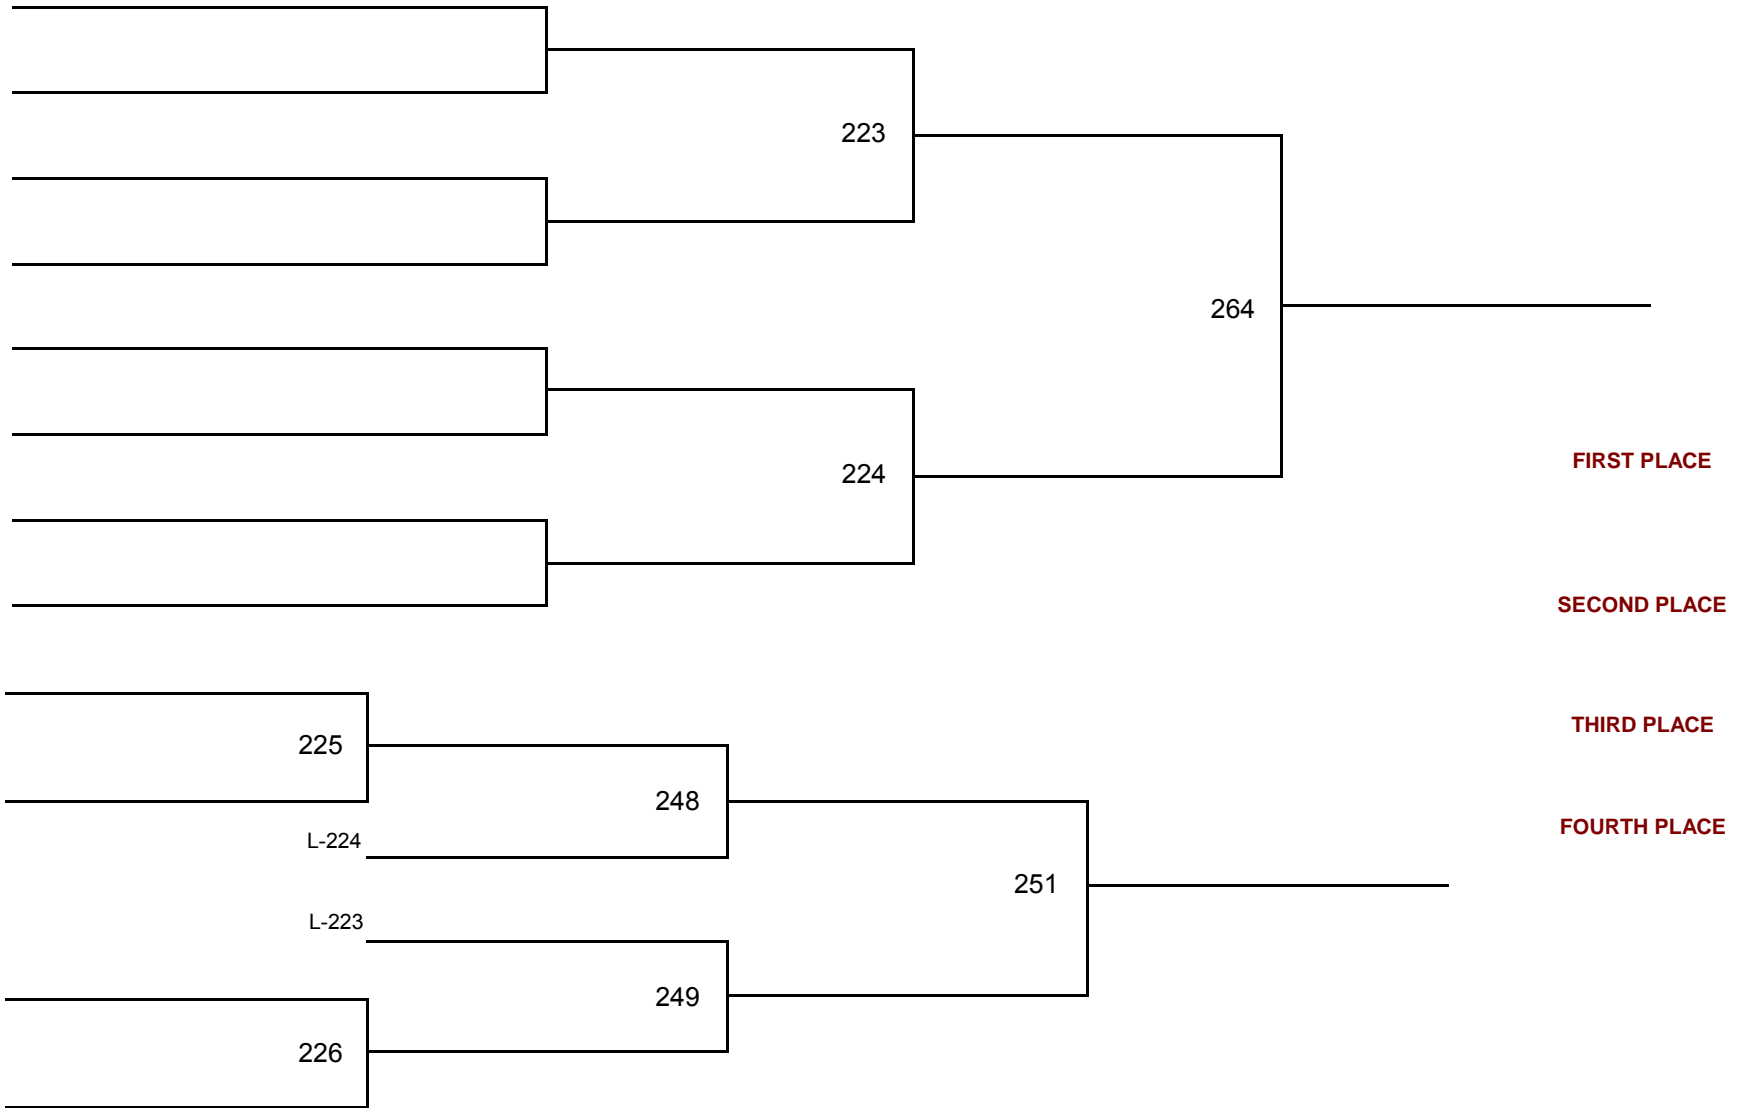 223
264
224
FIRST PLACE
SECOND PLACE
THIRD PLACE
225
248
FOURTH PLACE
L-224
251
L-223
249
226